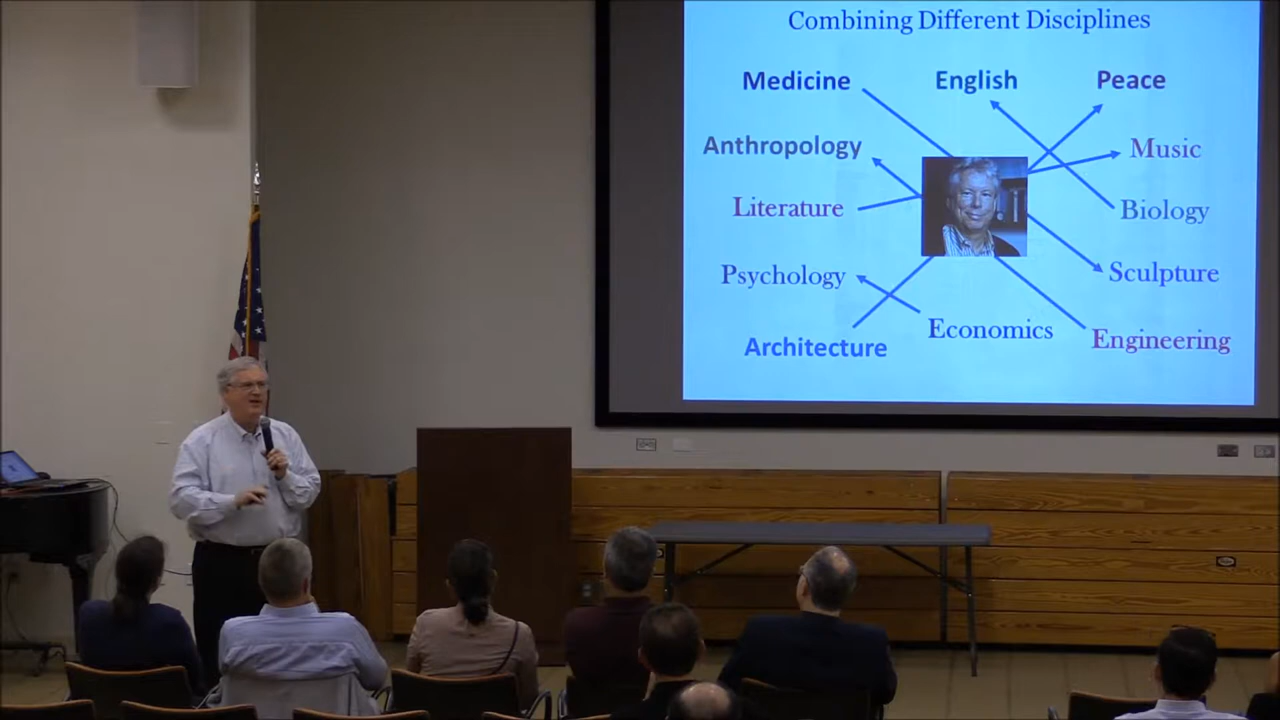 Combining Different Disciplines
Medicine English Peace
Anthropology Music
Literature Biology
Psychology Sculpture
Economics
Architecture Engineering